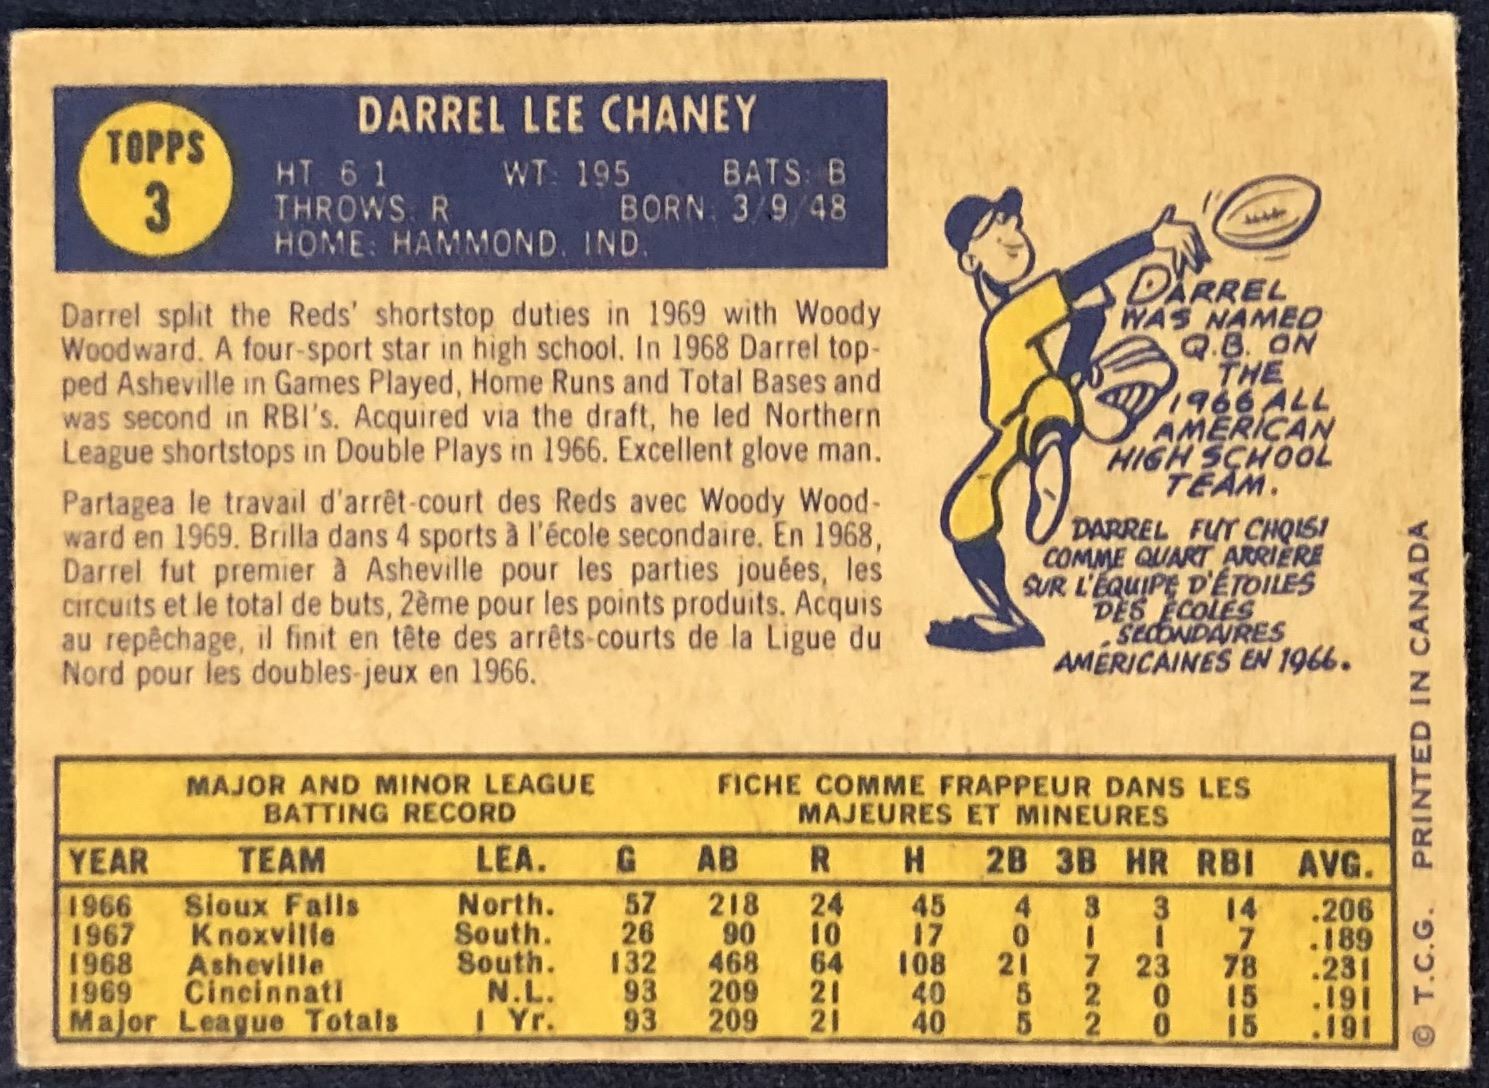 TOPPS
3
DARREL LEE CHANEY
HT 6 1 WT: 195 BATS: B
THROWS: R BORN: 3/9/48
HOME: HAMMOND, IND.
Darrel split the Reds' shortstop duties in 1969 with Woody
Woodward. A four-sport star in high school. In 1968 Darrel top-
ped Asheville in Games Played, Home Runs and Total Bases and
was second in RBI's. Acquired via the draft, he led Northern
League shortstops in Double Plays in 1966. Excellent glove man.
Partagea le travail d'arrêt-court des Reds avec Woody Wood-
ward en 1969. Brilla dans 4 sports à l'école secondaire. En 1968,
Darrel fut premier à Asheville pour les parties jouées, les
circuits et le total de buts, 2ème pour les points produits. Acquis
au repêchage, il finit en tête des arrêts-courts de la Ligue du
Nord pour les doubles-jeux en 1966.
DARREL
WAS NAMED
Q.B. ON
THE
1966 ALL
AMERICAN
HIGH SCHOOL
TEAM.
DARREL FUT CHOISI
COMME QUART ARRIÈRE
SUR L'ÉQUIPE D'ÉTOILES
DES ÉCOLES
SECONDAIRES
AMÉRICAINES EN 1966.
MAJOR AND MINOR LEAGUE FICHE COMME FRAPPEUR DANS LES
BATTING RECORD MAJEURES ET MINEURES
YEAR TEAM LEA. G AB R H 2B 3B HR RBI AVG.
1966 Sioux Falls North. 57 218 24 45 4 3 3 14 .206
1967 Knoxville South. 26 90 10 17 0 1 1 7 .189
1968 Asheville South. 132 468 64 108 21 7 23 78 .231
1969 Cincinnati N.L. 93 209 21 40 5 2 0 15 .191
Major League Totals 1 Yr. 93 209 21 40 5 2 0 15 .191
© T.C.G. PRINTED IN CANADA